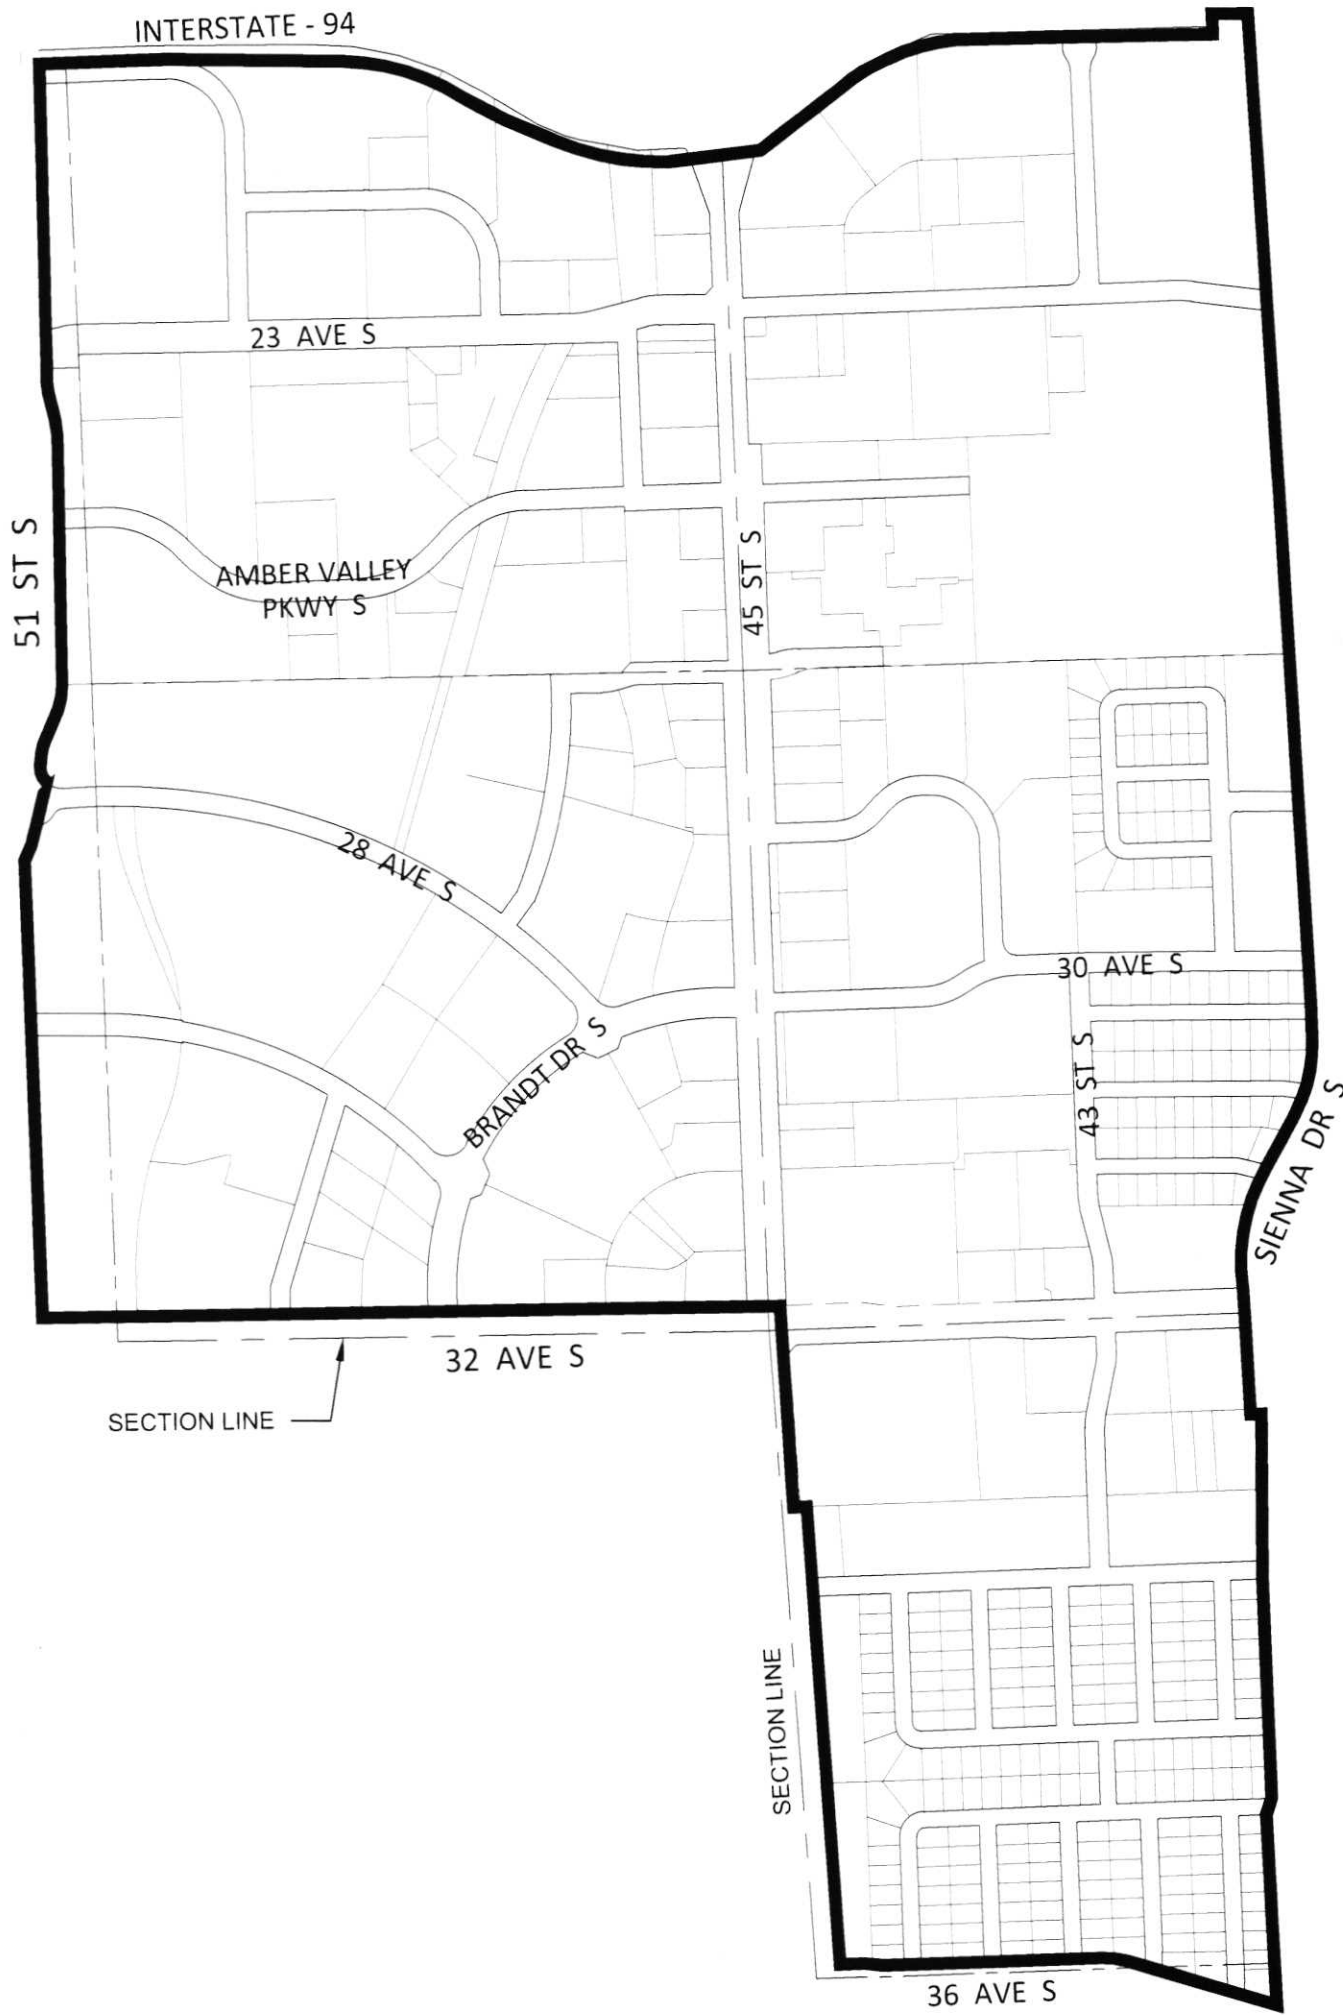 INTERSTATE - 94
23 AVE S
51 ST S
AMBER VALLEY
PKWY S
45 ST S
28 AVE S
30 AVE S
BRANDT DR S
43 ST S
SIENNA DR S
32 AVE S
SECTION LINE
SECTION LINE
36 AVE S